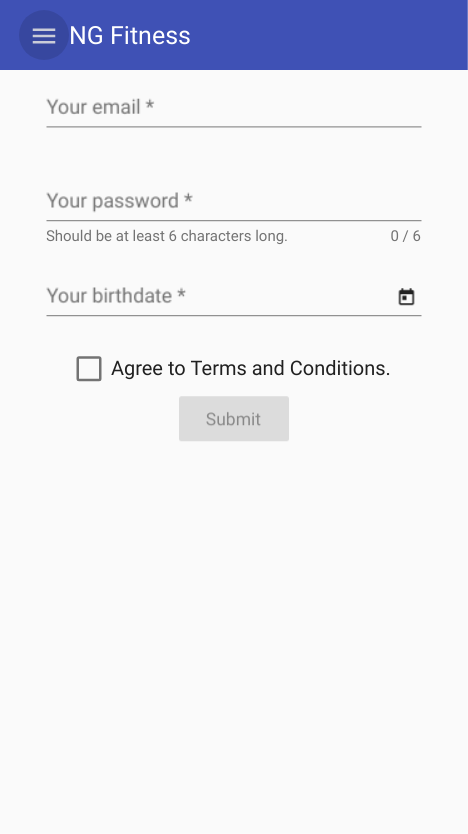 NG Fitness
Your email *
Your password *
Should be at least 6 characters long. 0 / 6
Your birthdate *
Agree to Terms and Conditions.
Submit